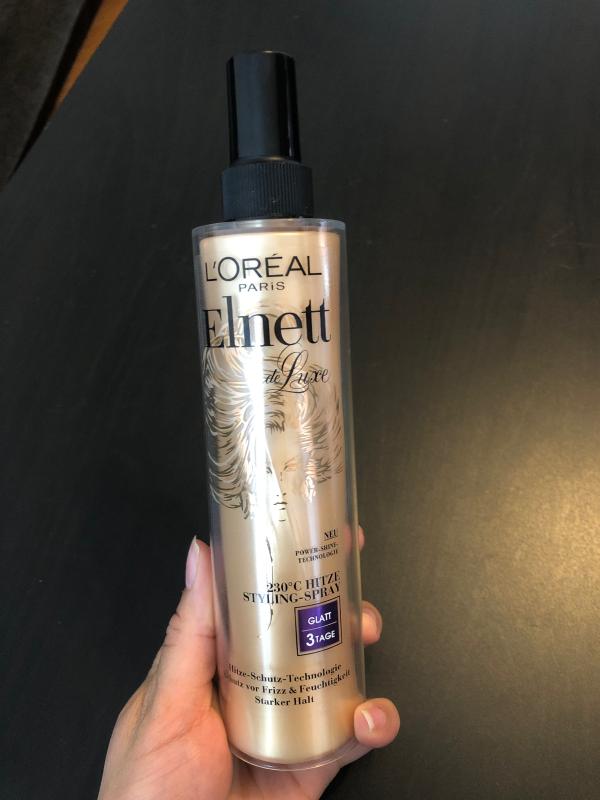 L'ORÉAL
PARIS
Elnett
de Luxe
NEU
POWER-SHINE-
TECHNOLOGIE
230°C HITZE
STYLING-SPRAY
GLATT
3 TAGE
Hitze-Schutz-Technologie
Schutz vor Frizz & Feuchtigkeit
Starker Halt